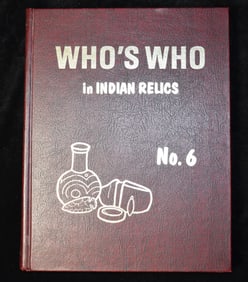 WHO'S WHO
in INDIAN RELICS
No. 6